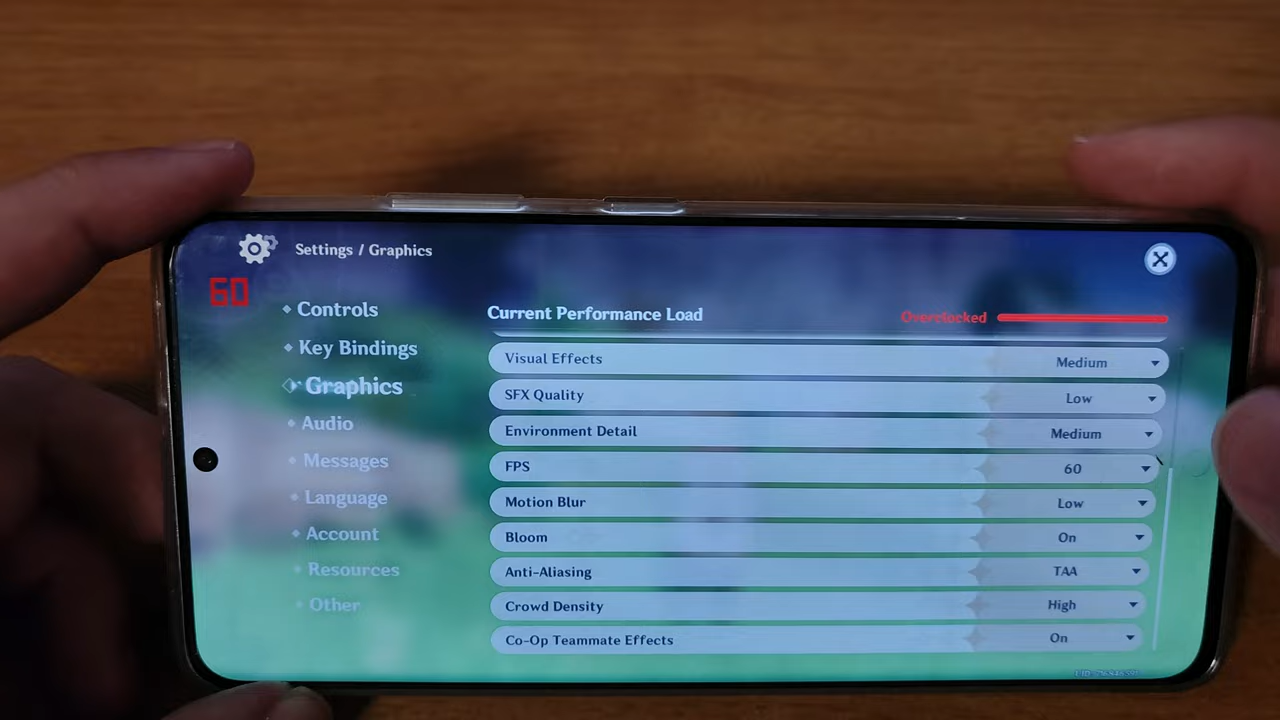 Settings / Graphics
60
Controls
Key Bindings
Graphics
Audio
Messages
Language
Account
Resources
Other
Current Performance Load
Overclocked
Visual Effects Medium
SFX Quality Low
Environment Detail Medium
FPS 60
Motion Blur Low
Bloom On
Anti-Aliasing TAA
Crowd Density High
Co-Op Teammate Effects On